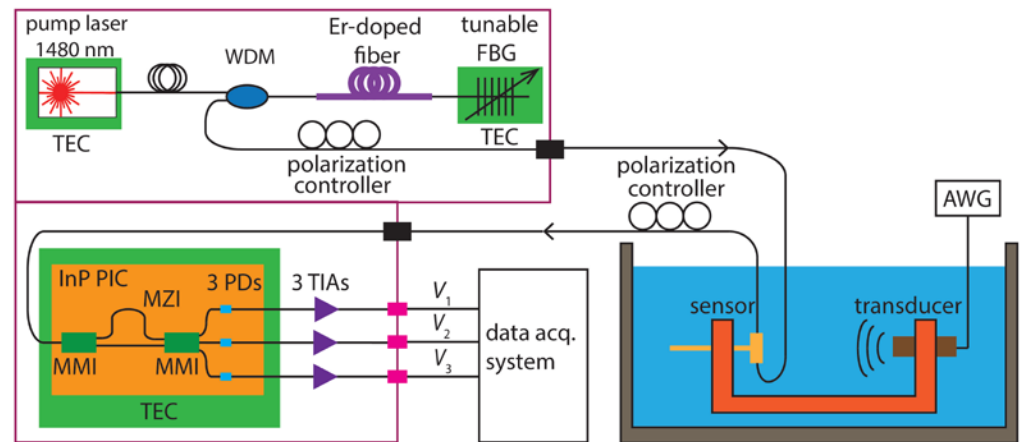 pump laser
1480 nm
TEC
WDM
Er-doped
fiber
tunable
FBG
TEC
polarization
controller
polarization
controller
AWG
InP PIC
MZI
3 PDs
3 TIAs
MMI
MMI
TEC
V1
V2
V3
data acq.
system
sensor
transducer